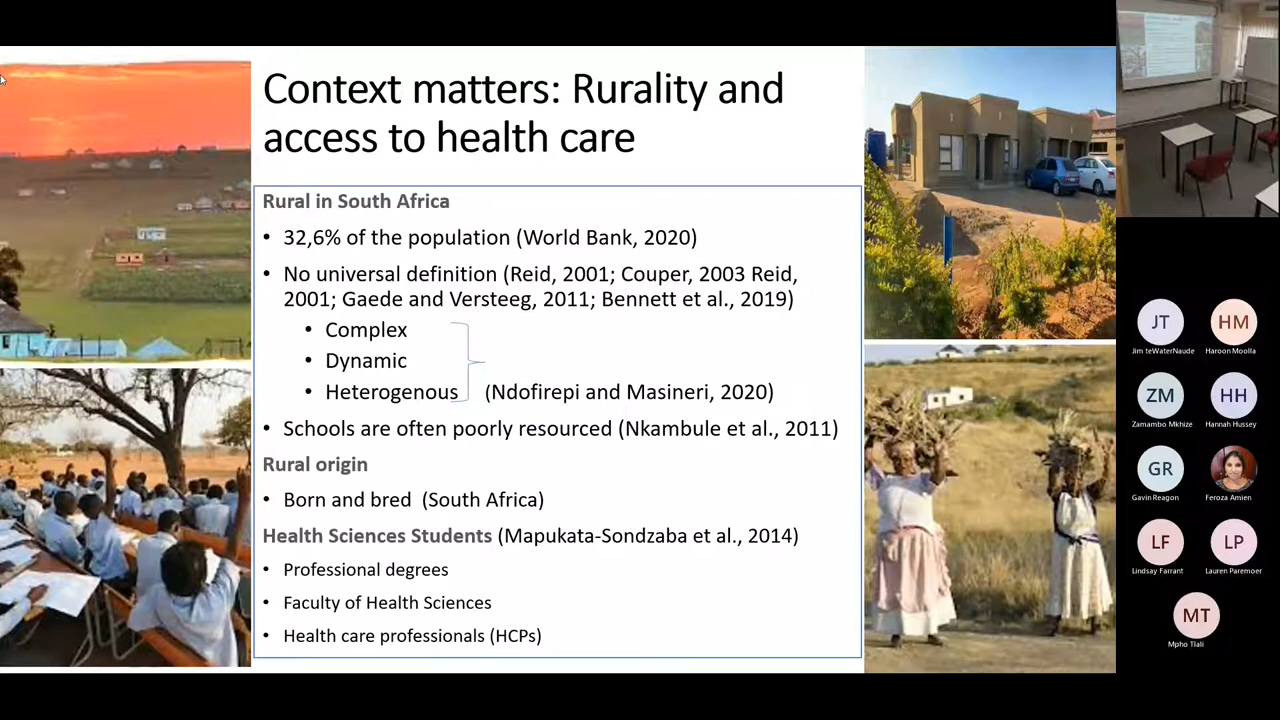 Context matters: Rurality and
access to health care
Rural in South Africa
• 32,6% of the population (World Bank, 2020)
• No universal definition (Reid, 2001; Couper, 2003 Reid,
2001; Gaede and Versteeg, 2011; Bennett et al., 2019)
• Complex
• Dynamic
• Heterogenous (Ndofirepi and Masineri, 2020)
• Schools are often poorly resourced (Nkambule et al., 2011)
Rural origin
• Born and bred (South Africa)
Health Sciences Students (Mapukata-Sondzaba et al., 2014)
• Professional degrees
• Faculty of Health Sciences
• Health care professionals (HCPs)
JT
Jim teWaterNaude
HM
Haroon Moolla
ZM
Zamambo Mkhize
HH
Hannah Hussey
GR
Gavin Reagon
Feroza Amien
LF
Lindsay Farrant
LP
Lauren Paremoer
MT
Mpho Tlali